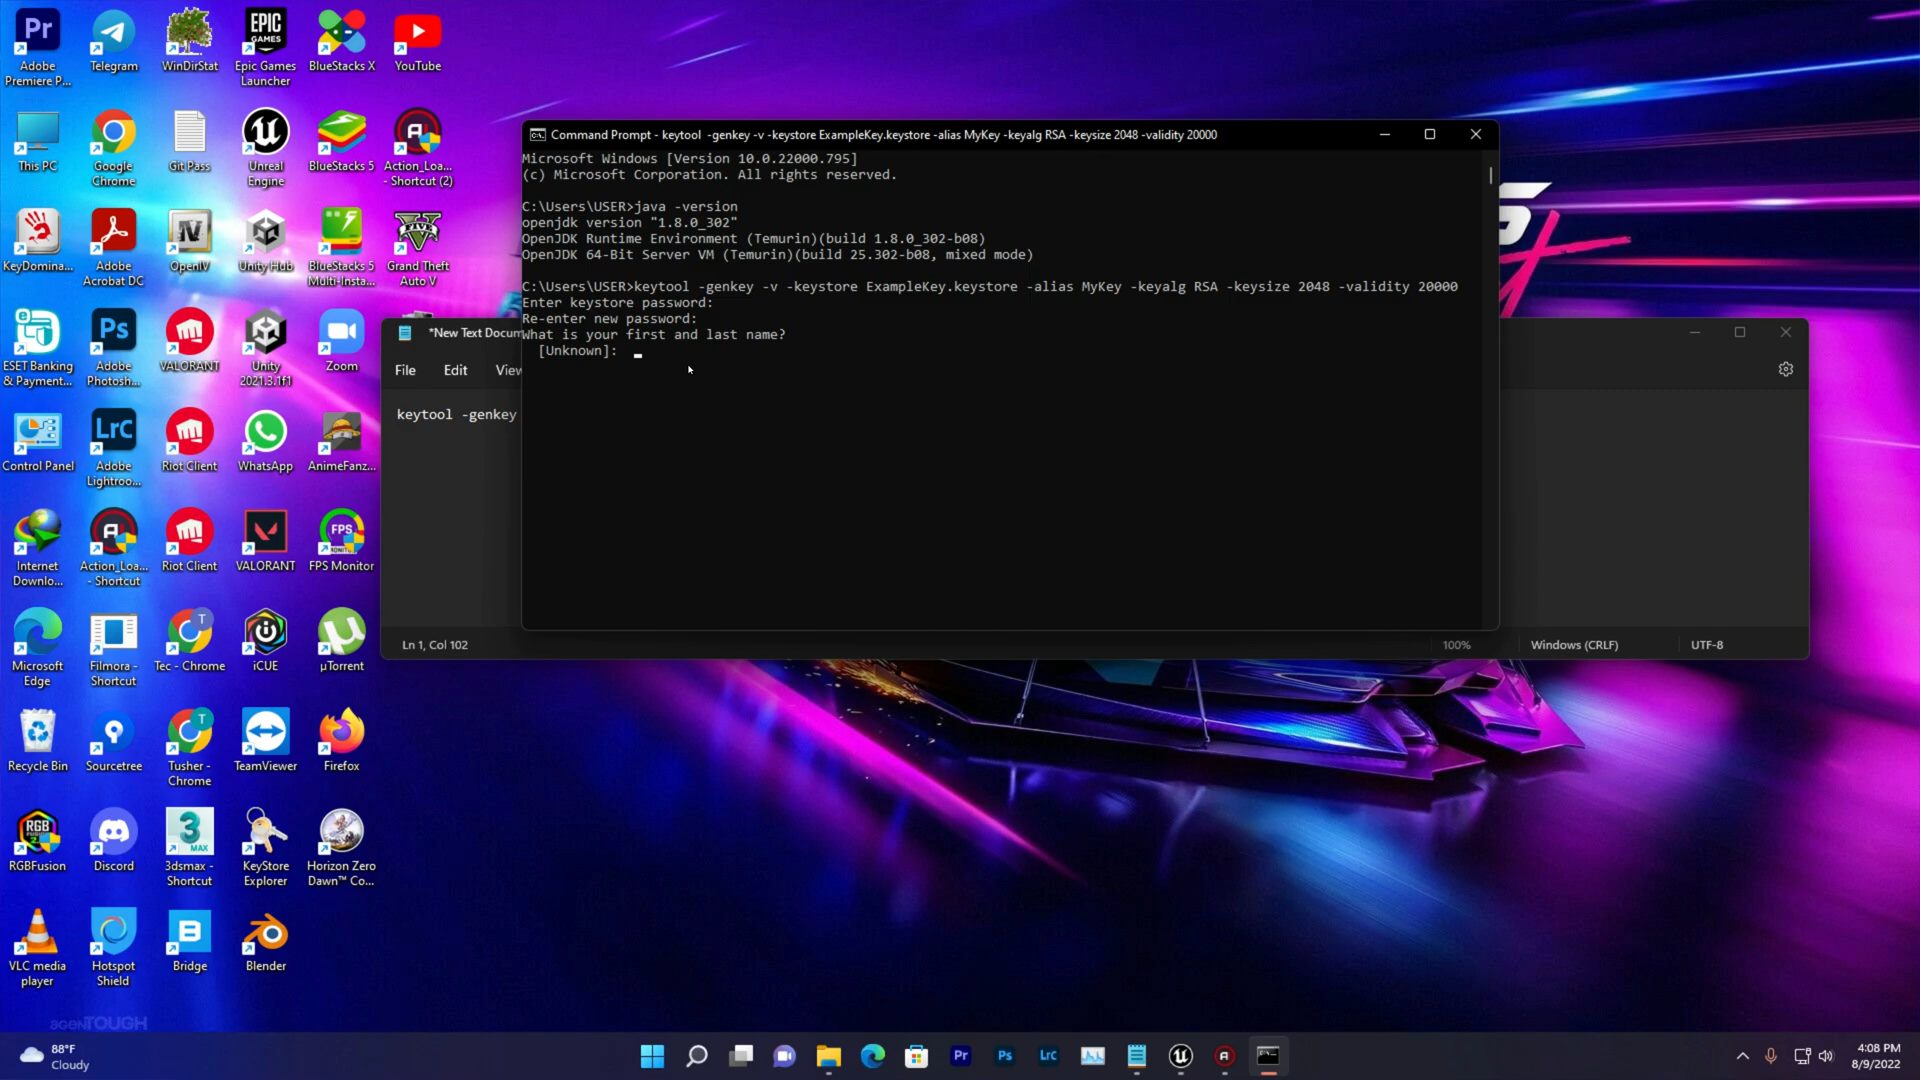 Adobe Premiere P...
Telegram
WinDirStat
Epic Games Launcher
BlueStacks X
YouTube
This PC
Google Chrome
Git Pass
Unreal Engine
BlueStacks 5
Action_Loa... - Shortcut (2)
KeyDomina...
Adobe Acrobat DC
OpenIV
Unity Hub
BlueStacks 5 Multi-Insta...
Grand Theft Auto V
ESET Banking & Payment...
Adobe Photosh...
VALORANT
Unity 2021.3.1f1
Zoom
Control Panel
Adobe Lightroo...
Riot Client
WhatsApp
AnimeFanz...
Internet Downlo...
Action_Loa... - Shortcut
Riot Client
VALORANT
FPS Monitor
Microsoft Edge
Filmora - Shortcut
Tec - Chrome
iCUE
µTorrent
Recycle Bin
Sourcetree
Tusher - Chrome
TeamViewer
Firefox
RGBFusion
Discord
3dsmax - Shortcut
KeyStore Explorer
Horizon Zero Dawn™ Co...
VLC media player
Hotspot Shield
Bridge
Blender
Command Prompt - keytool -genkey -v -keystore ExampleKey.keystore -alias MyKey -keyalg RSA -keysize 2048 -validity 20000
Microsoft Windows [Version 10.0.22000.795]
(c) Microsoft Corporation. All rights reserved.
C:\Users\USER>java -version
openjdk version "1.8.0_302"
OpenJDK Runtime Environment (Temurin)(build 1.8.0_302-b08)
OpenJDK 64-Bit Server VM (Temurin)(build 25.302-b08, mixed mode)
C:\Users\USER>keytool -genkey -v -keystore ExampleKey.keystore -alias MyKey -keyalg RSA -keysize 2048 -validity 20000
Enter keystore password:
Re-enter new password:
What is your first and last name?
[Unknown]:
*New Text Docum
File Edit View
keytool -genkey
Ln 1, Col 102
100%
Windows (CRLF)
UTF-8
88°F
Cloudy
4:08 PM
8/9/2022